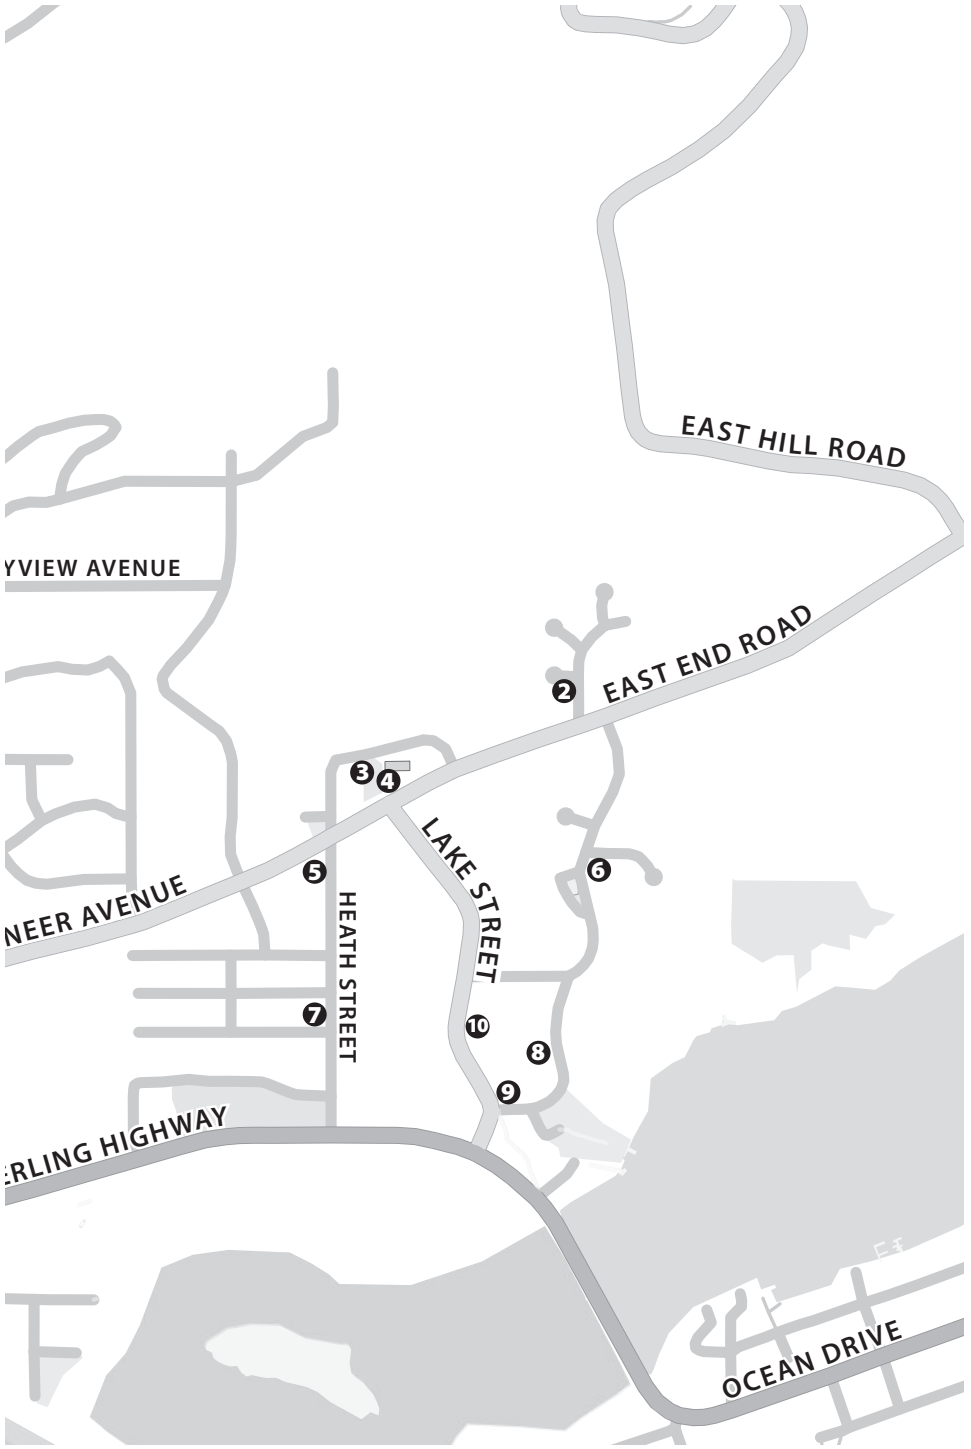 EAST HILL ROAD
YVIEW AVENUE
EAST END ROAD
2
3
4
LAKE STREET
5
6
NEER AVENUE
HEATH STREET
7
10
8
9
ERLING HIGHWAY
OCEAN DRIVE